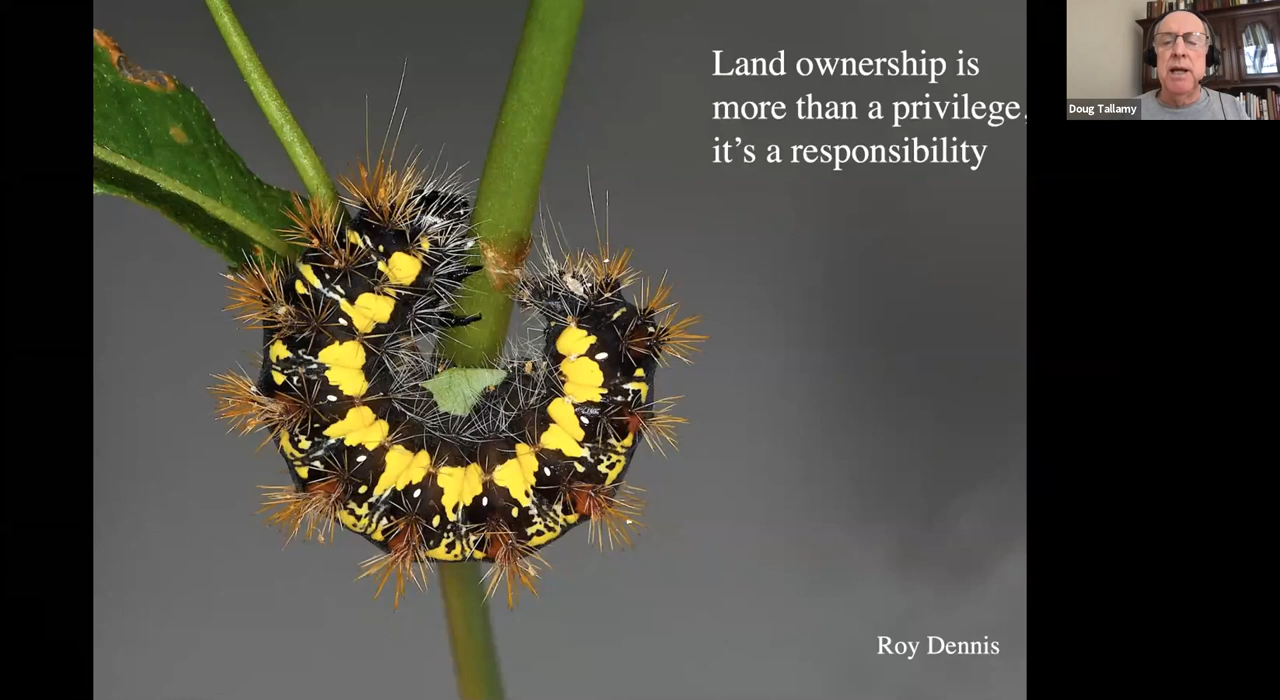 Land ownership is
more than a privilege,
it's a responsibility
Doug Tallamy
Roy Dennis